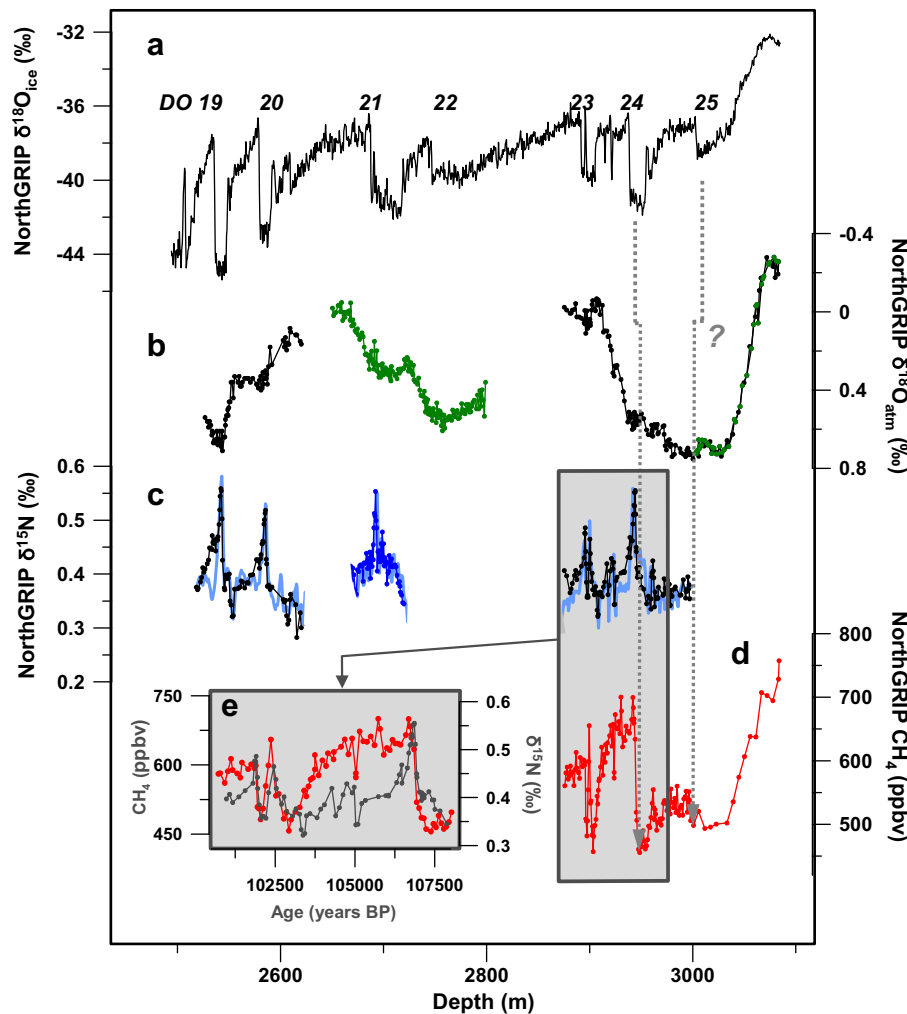 a
-32
-36
-40
-44
NorthGRIP δ18Oice (‰)
DO 19
20
21
22
23
24
25
-0.4
0
0.4
0.8
NorthGRIP δ18Oatm (‰)
b
?
0.6
0.5
0.4
0.3
0.2
NorthGRIP δ15N (‰)
c
d
800
700
600
500
NorthGRIP CH4 (ppbv)
e
750
600
450
CH4 (ppbv)
0.6
0.5
0.4
0.3
δ15N (‰)
102500 105000 107500
Age (years BP)
2600 2800 3000
Depth (m)